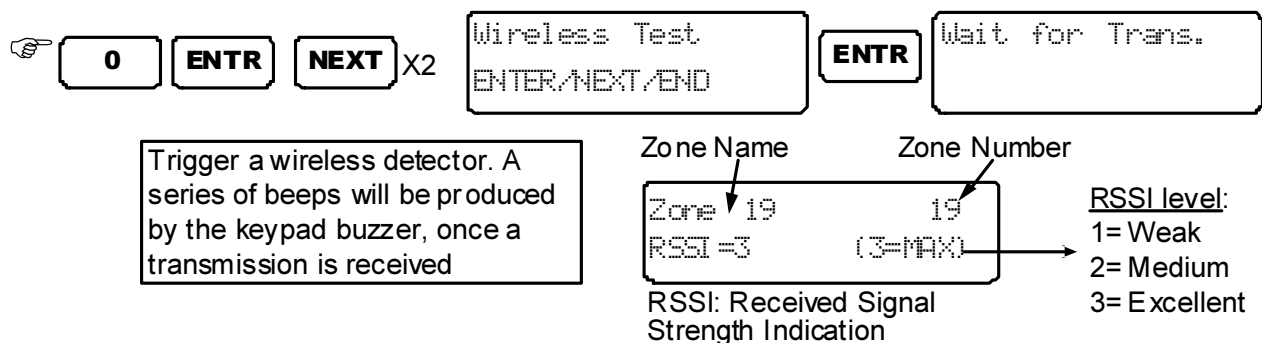 0 ENTR NEXT X2
Wireless Test
ENTER/NEXT/END
ENTR
Wait for Trans.
Trigger a wireless detector. A
series of beeps will be produced
by the keypad buzzer, once a
transmission is received
Zone Name
Zone Number
Zone 19 19
RSSI=3 (3=MAX)
RSSI: Received Signal
Strength Indication
RSSI level:
1= Weak
2= Medium
3= Excellent